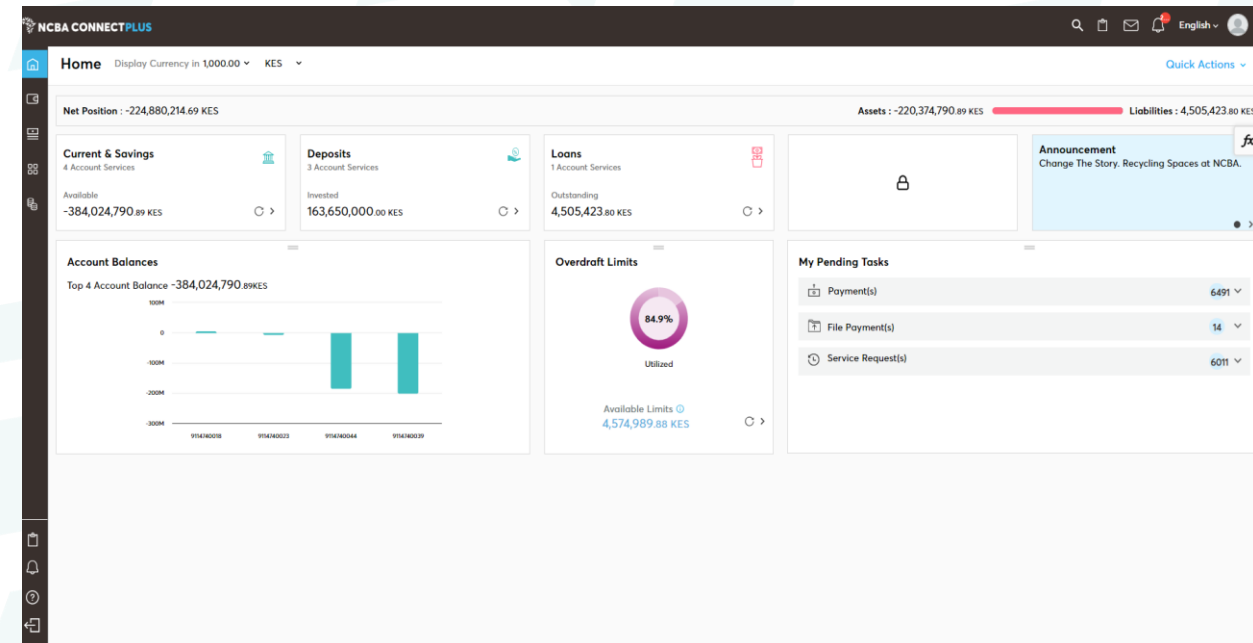 NCBA CONNECTPLUS
English
Home Display Currency in 1,000.00 KES
Quick Actions
Net Position : -224,880,214.69 KES
Assets : -220,374,790.89 KES
Liabilities : 4,505,423.80 KES
fx
Current & Savings
4 Account Services
Available
-384,024,790.89 KES
Deposits
3 Account Services
Invested
163,650,000.00 KES
Loans
1 Account Services
Outstanding
4,505,423.80 KES
Announcement
Change The Story. Recycling Spaces at NCBA.
Account Balances
Top 4 Account Balance -384,024,790.89KES
100M
0
-100M
-200M
-300M
9114740018 9114740023 9114740044 9114740039
Overdraft Limits
84.9%
Utilized
Available Limits
4,574,989.88 KES
My Pending Tasks
Payment(s) 6491
File Payment(s) 14
Service Request(s) 6011